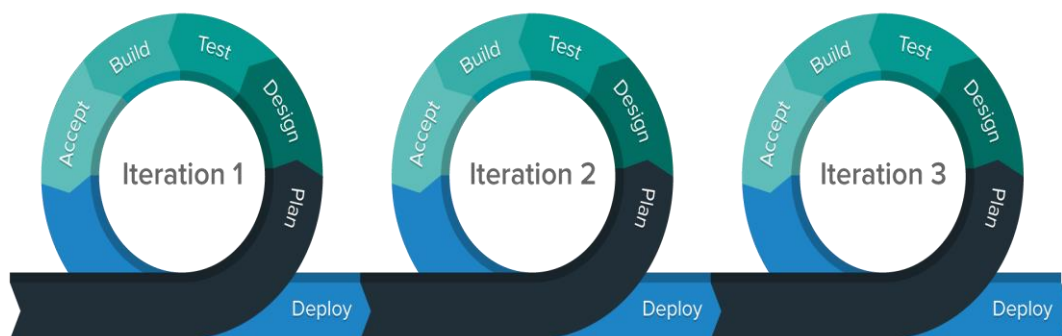 Accept
Build
Test
Design
Plan
Iteration 1
Deploy
Accept
Build
Test
Design
Plan
Iteration 2
Deploy
Accept
Build
Test
Design
Plan
Iteration 3
Deploy